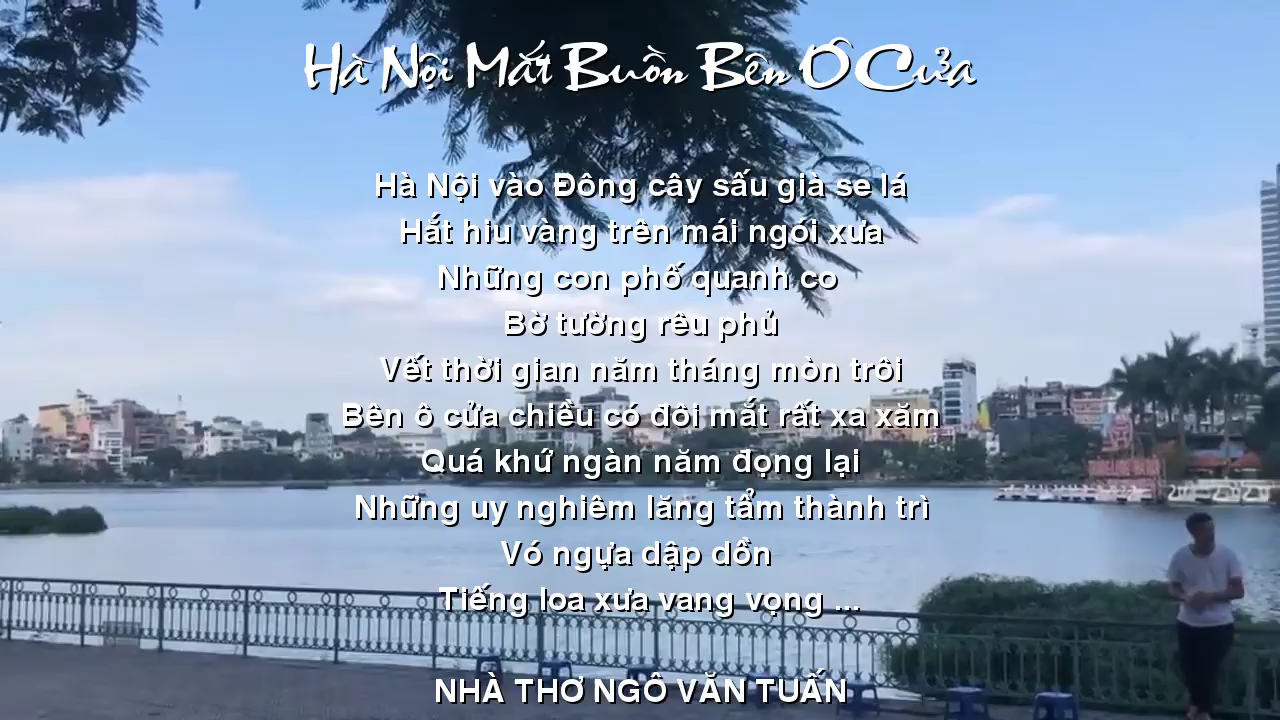 Hà Nội Mắt Buồn Bên Ô Cửa
Hà Nội vào Đông cây sấu già se lá
Hắt hiu vàng trên mái ngói xưa
Những con phố quanh co
Bờ tường rêu phủ
Vết thời gian năm tháng mòn trôi
Bên ô cửa chiều có đôi mắt rất xa xăm
Quá khứ ngàn năm đọng lại
Những uy nghiêm lăng tẩm thành trì
Vó ngựa dập dồn
Tiếng loa xưa vang vọng ...
NHÀ THƠ NGÔ VĂN TUẤN